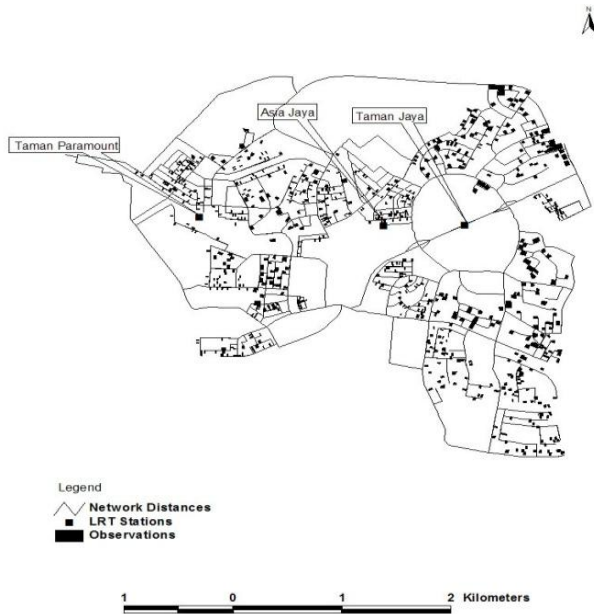 N
Asia Jaya
Taman Jaya
Taman Paramount
Legend
Network Distances
LRT Stations
Observations
1 0 1 2 Kilometers